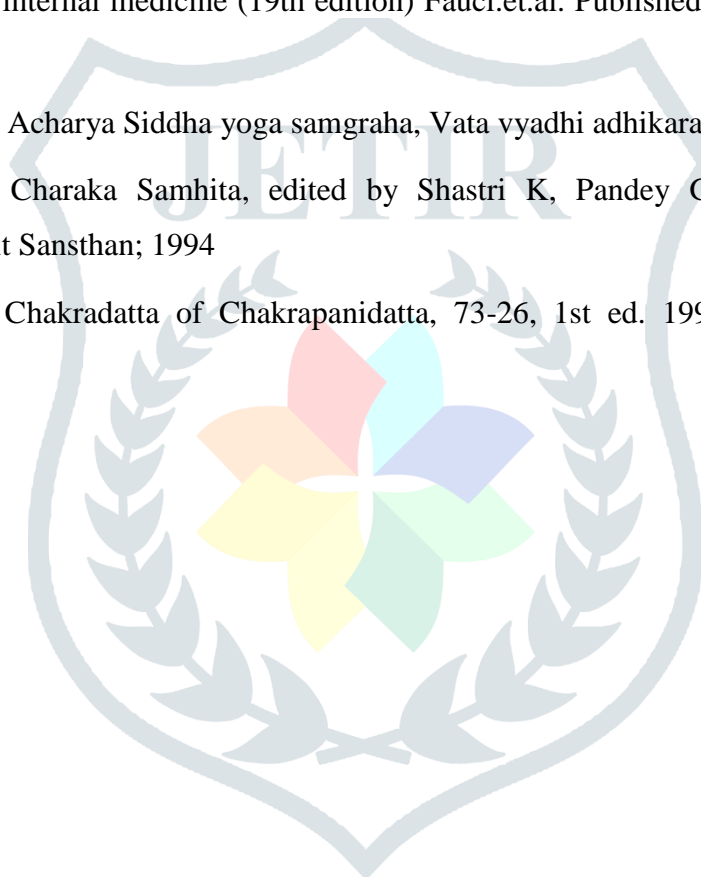 internal medicine (19th edition) Fauci.et.al. Published
Acharya Siddha yoga samgraha, Vata vyadhi adhikara
JETIR
Charaka Samhita, edited by Shastri K, Pandey
t Sansthan; 1994
Chakradatta of Chakrapanidatta, 73-26, 1st ed. 199